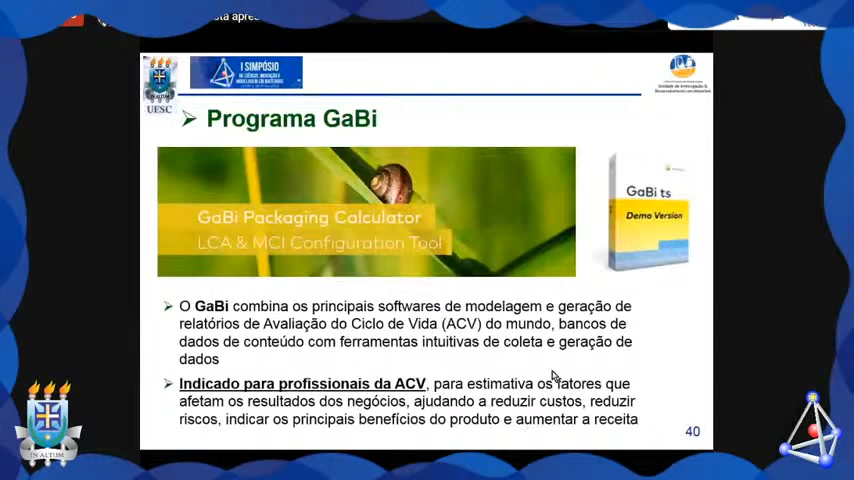 I SIMPÓSIO
UESC
Programa GaBi
GaBi Packaging Calculator
LCA & MCI Configuration Tool
GaBi ts
Demo Version
O GaBi combina os principais softwares de modelagem e geração de
relatórios de Avaliação do Ciclo de Vida (ACV) do mundo, bancos de
dados de conteúdo com ferramentas intuitivas de coleta e geração de
dados
Indicado para profissionais da ACV, para estimativa os fatores que
afetam os resultados dos negócios, ajudando a reduzir custos, reduzir
riscos, indicar os principais benefícios do produto e aumentar a receita
40
IN ALTUM